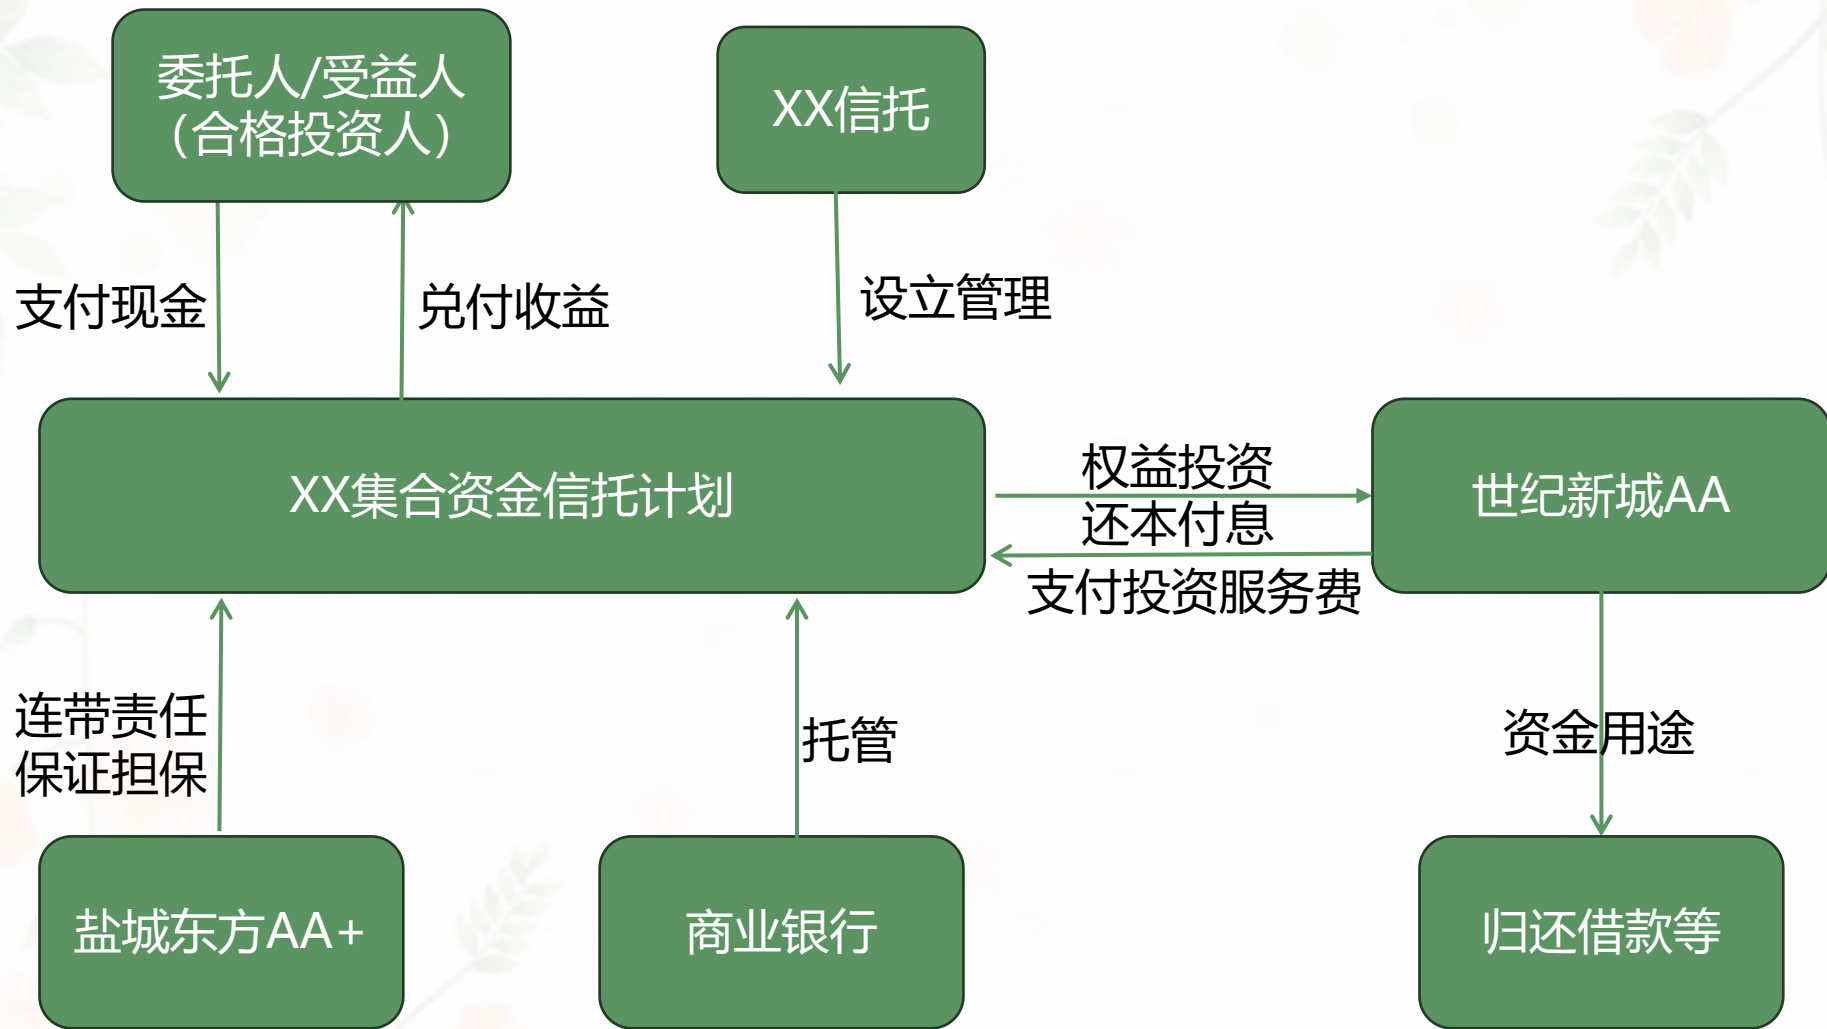 委托人/受益人
（合格投资人）
XX信托
支付现金
兑付收益
设立管理
XX集合资金信托计划
权益投资
还本付息
支付投资服务费
世纪新城AA
连带责任
保证担保
托管
资金用途
盐城东方AA+
商业银行
归还借款等